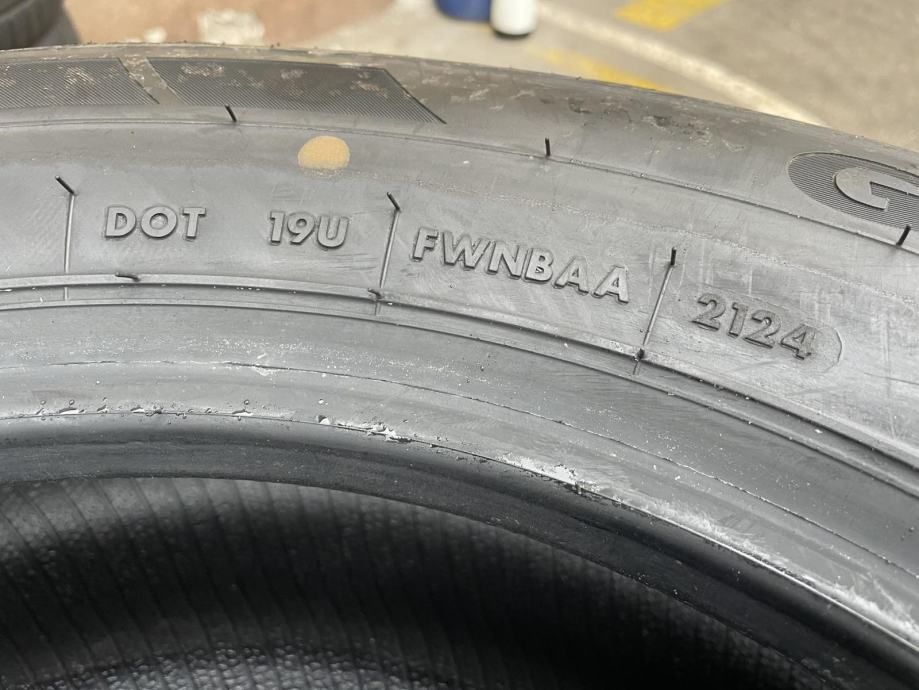 DOT 19U FWNBAA 2124
G